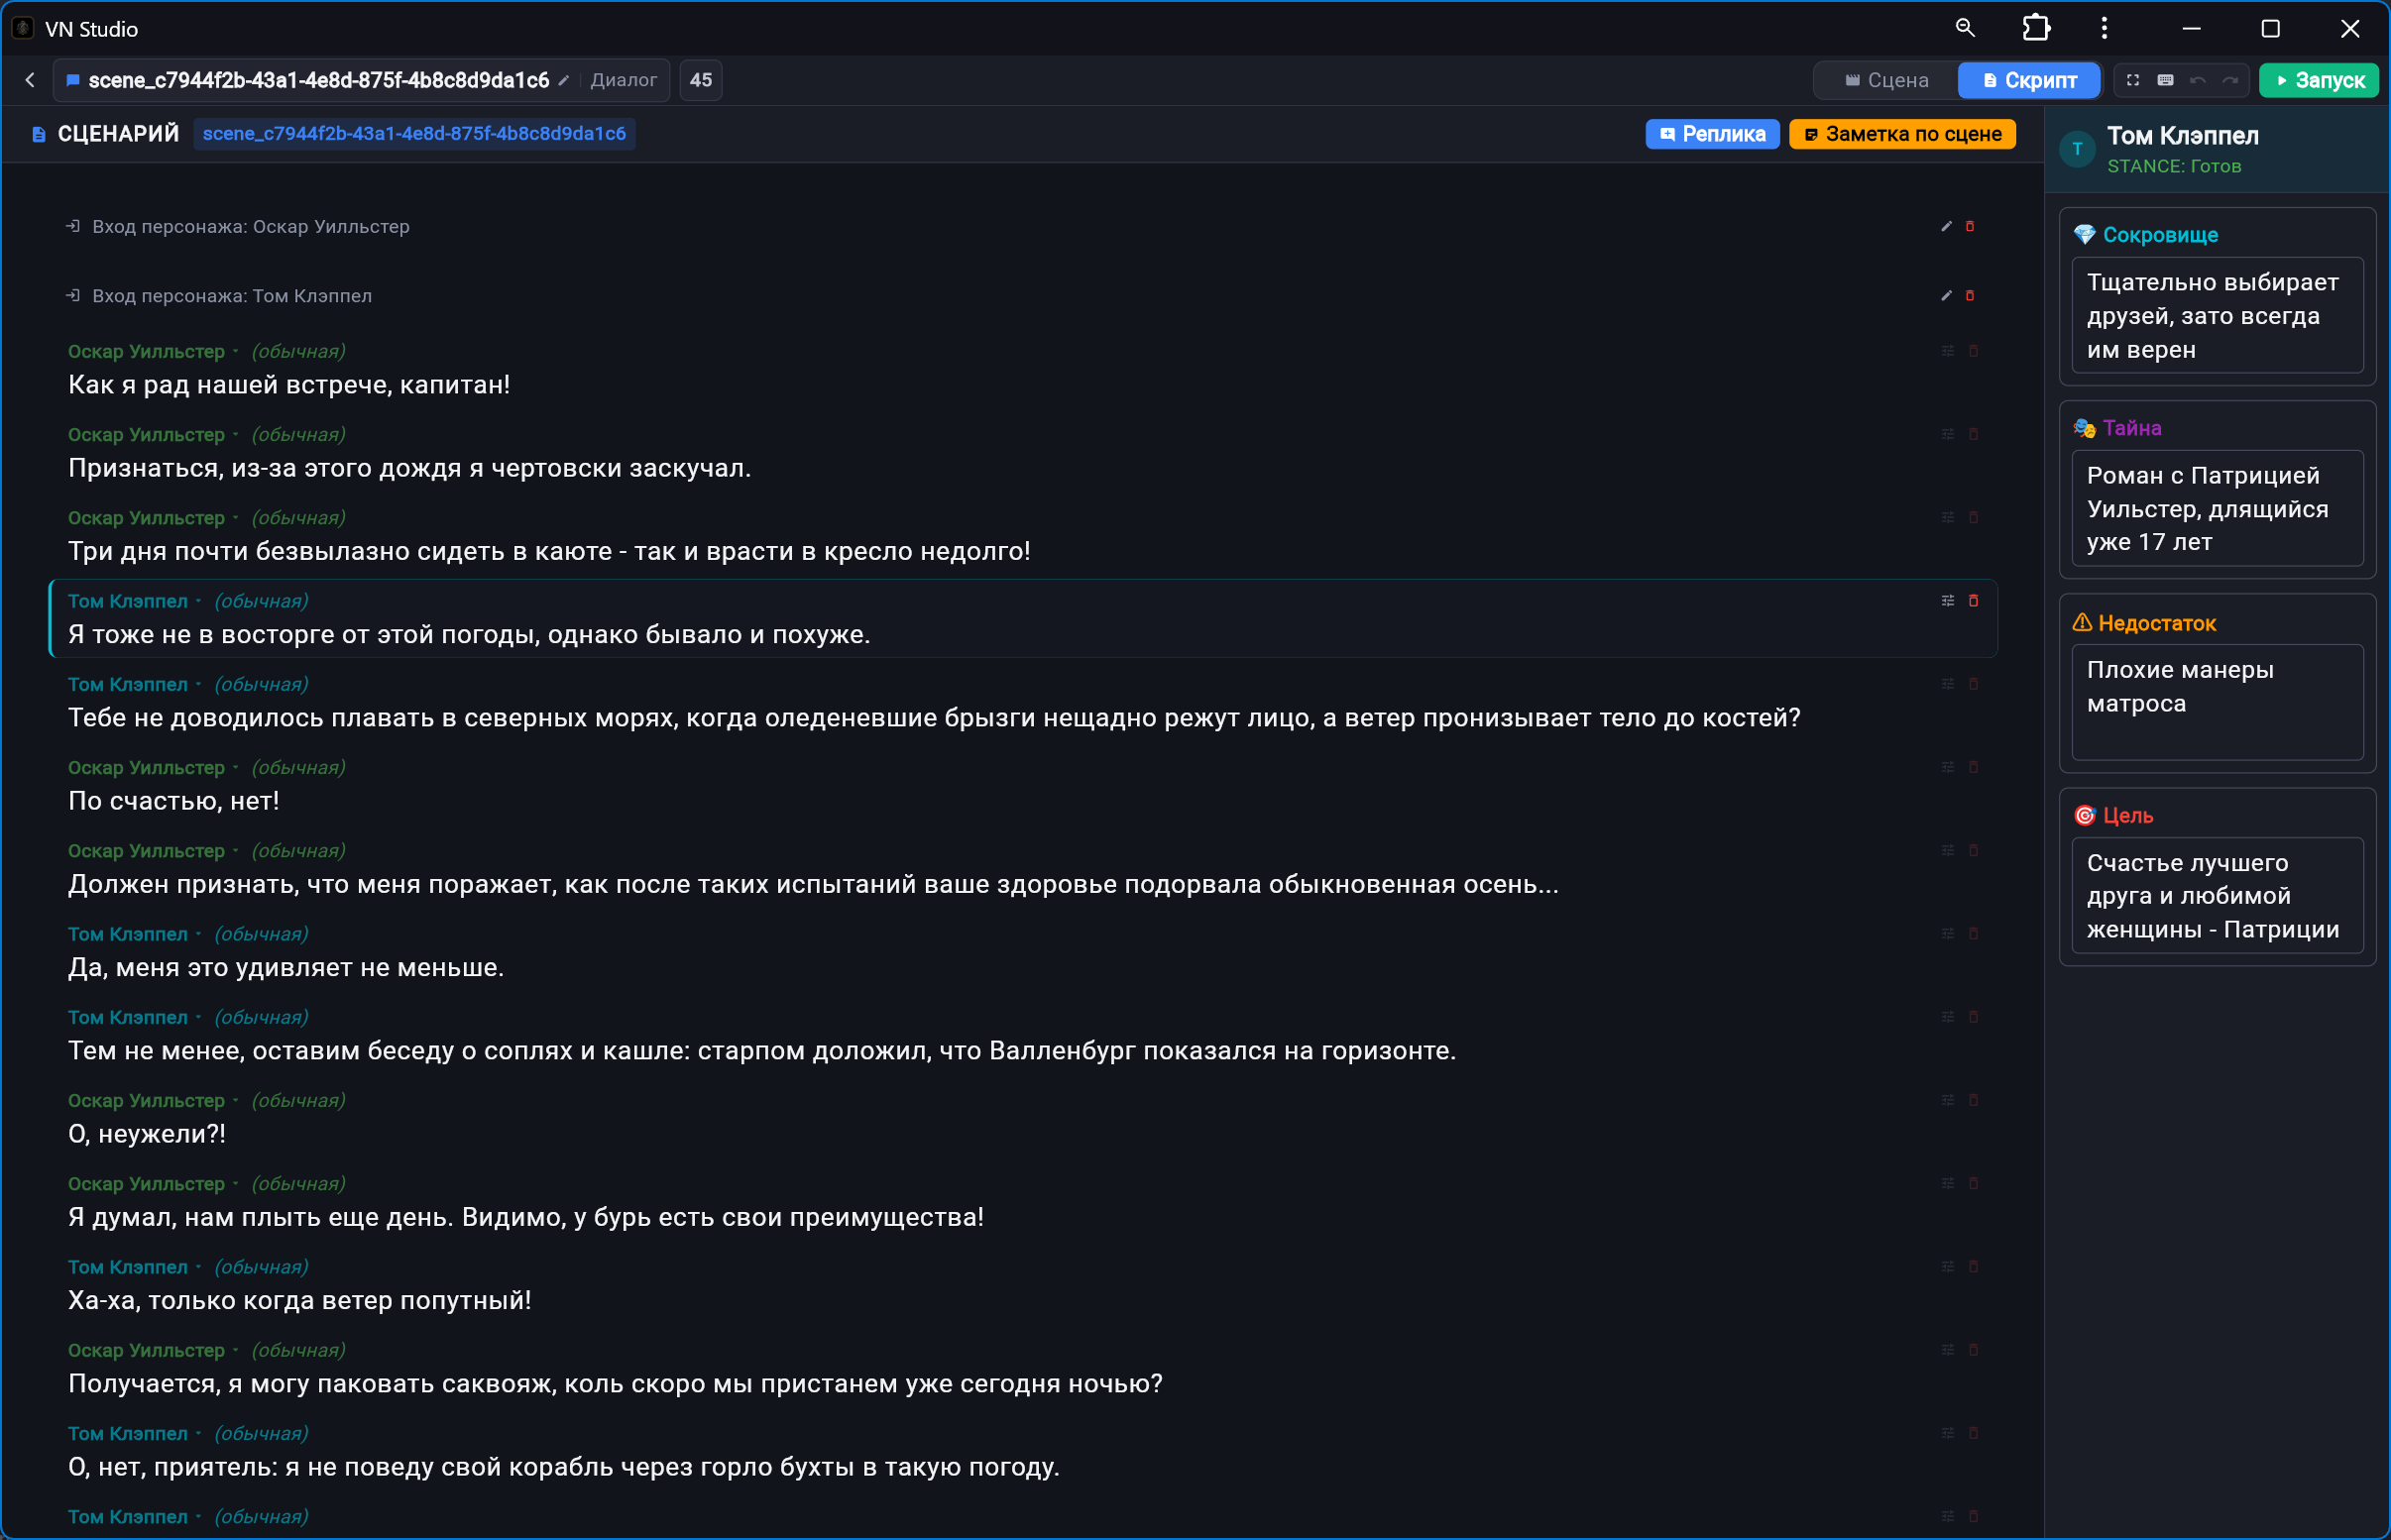 VN Studio
scene_c7944f2b-43a1-4e8d-875f-4b8c8d9da1c6 Диалог 45
Сцена Скрипт Запуск
СЦЕНАРИЙ scene_c7944f2b-43a1-4e8d-875f-4b8c8d9da1c6
Реплика Заметка по сцене
Вход персонажа: Оскар Уилльстер
Вход персонажа: Том Клэппел
Оскар Уилльстер (обычная)
Как я рад нашей встрече, капитан!
Оскар Уилльстер (обычная)
Признаться, из-за этого дождя я чертовски заскучал.
Оскар Уилльстер (обычная)
Три дня почти безвылазно сидеть в каюте - так и врасти в кресло недолго!
Том Клэппел (обычная)
Я тоже не в восторге от этой погоды, однако бывало и похуже.
Том Клэппел (обычная)
Тебе не доводилось плавать в северных морях, когда оледеневшие брызги нещадно режут лицо, а ветер пронизывает тело до костей?
Оскар Уилльстер (обычная)
По счастью, нет!
Оскар Уилльстер (обычная)
Должен признать, что меня поражает, как после таких испытаний ваше здоровье подорвала обыкновенная осень...
Том Клэппел (обычная)
Да, меня это удивляет не меньше.
Том Клэппел (обычная)
Тем не менее, оставим беседу о соплях и кашле: старпом доложил, что Валленбург показался на горизонте.
Оскар Уилльстер (обычная)
О, неужели?!
Оскар Уилльстер (обычная)
Я думал, нам плыть еще день. Видимо, у бурь есть свои преимущества!
Том Клэппел (обычная)
Ха-ха, только когда ветер попутный!
Оскар Уилльстер (обычная)
Получается, я могу паковать саквояж, коль скоро мы пристанем уже сегодня ночью?
Том Клэппел (обычная)
О, нет, приятель: я не поведу свой корабль через горло бухты в такую погоду.
Том Клэппел (обычная)
Т
Том Клэппел
STANCE: Готов
Сокровище
Тщательно выбирает
друзей, зато всегда
им верен
Тайна
Роман с Патрицией
Уильстер, длящийся
уже 17 лет
Недостаток
Плохие манеры
матроса
Цель
Счастье лучшего
друга и любимой
женщины - Патриции